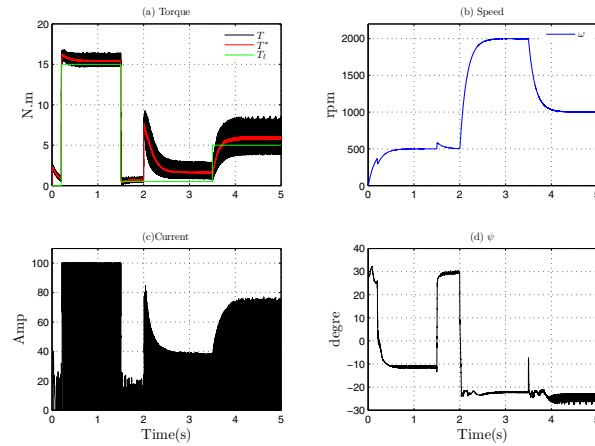 (a) Torque
N.m
20
15
10
5
0
0 1 2 3 4 5
T
T*
T_l
(b) Speed
rpm
2000
1500
1000
500
0
0 1 2 3 4 5
ω
(c)Current
Amp
100
80
60
40
20
0
0 1 2 3 4 5
Time(s)
(d) ψ
degre
40
30
20
10
0
−10
−20
−30
0 1 2 3 4 5
Time(s)